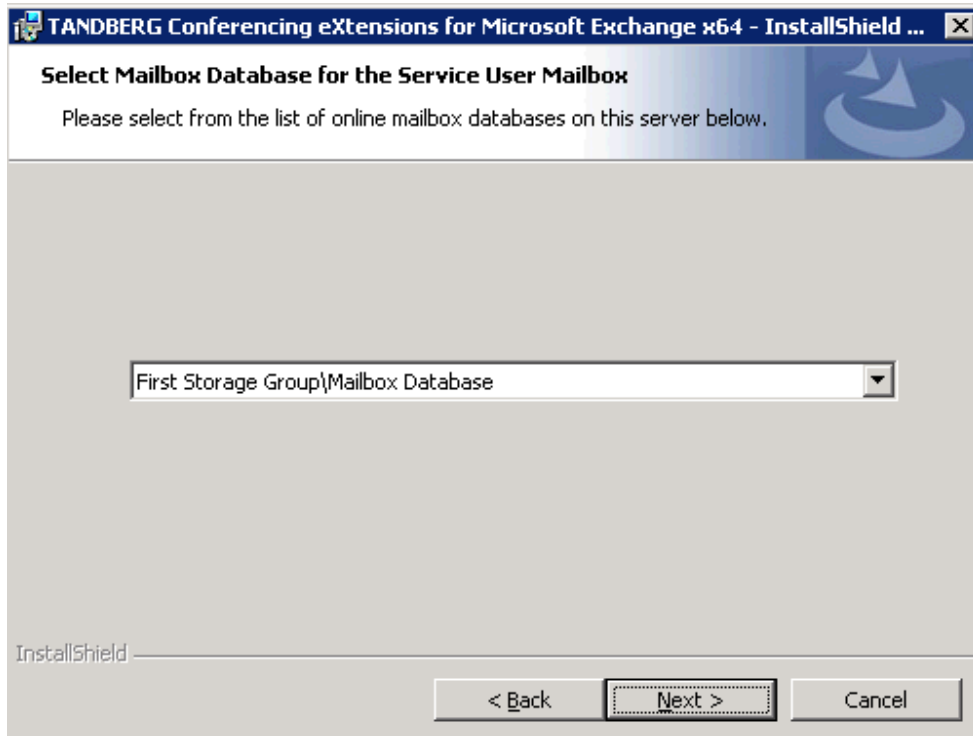 TANDBERG Conferencing eXtensions for Microsoft Exchange x64 - InstallShield ...
Select Mailbox Database for the Service User Mailbox
Please select from the list of online mailbox databases on this server below.
First Storage Group\Mailbox Database
InstallShield
< Back
Next >
Cancel